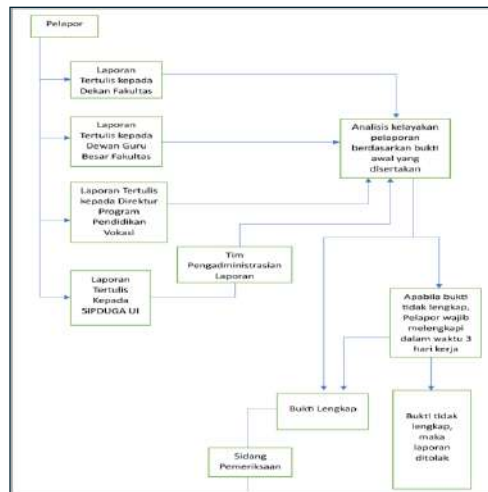 Pelapor
Laporan
Tertulis kepada
Dekan Fakultas
Laporan
Tertulis kepada
Dewan Guru
Besar Fakultas
Analisis kelayakan
pelaporan
berdasarkan bukti
awal yang
disertakan
Laporan Tertulis
kepada Direktur
Program
Pendidikan
Vokasi
Tim
Pengadministrasian
Laporan
Laporan
Tertulis
Kepada
SIPDUGA UI
Apabila bukti
tidak lengkap,
Pelapor wajib
melengkapi
dalam waktu 3
hari kerja
Bukti Lengkap
Bukti tidak
lengkap,
maka
laporan
ditolak
Sidang
Pemeriksaan